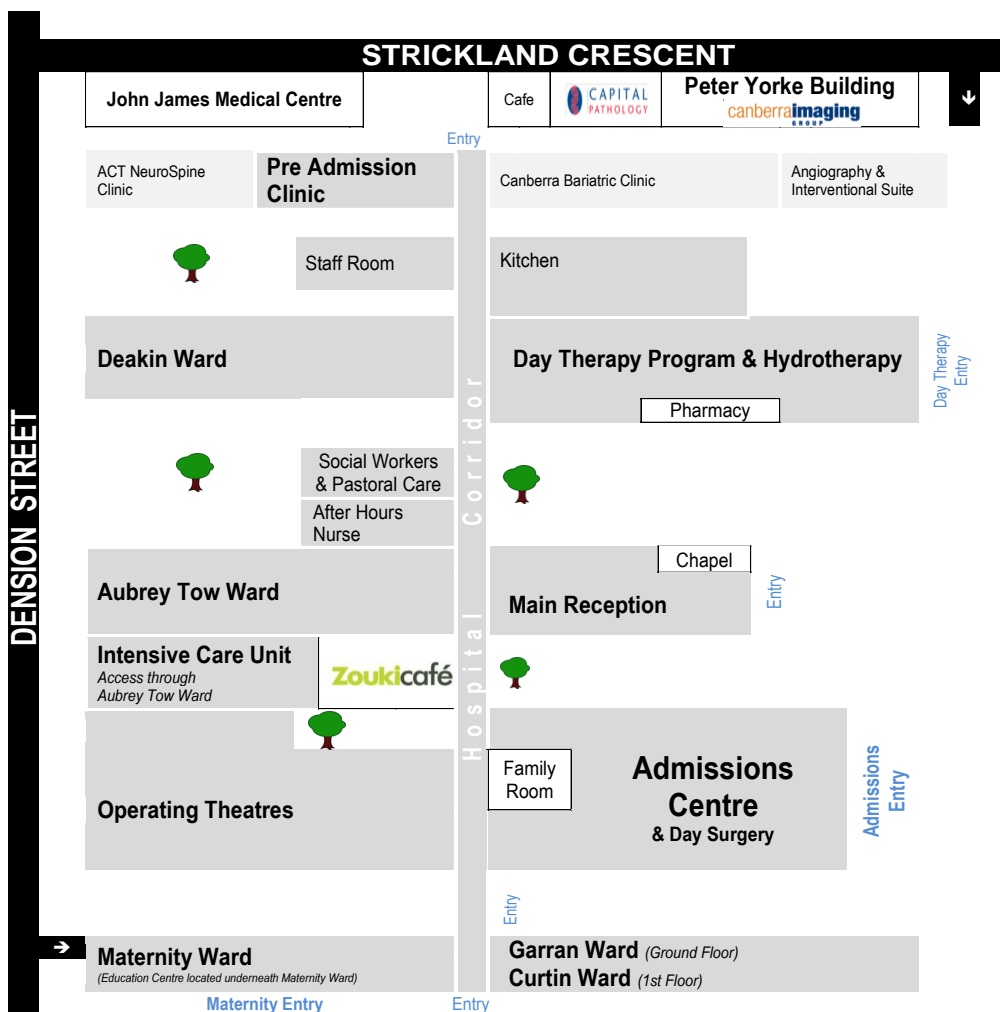 STRICKLAND CRESCENT
John James Medical Centre
Cafe
CAPITAL
PATHOLOGY
Peter Yorke Building
canberraimaging
GROUP
Entry
ACT NeuroSpine
Clinic
Pre Admission
Clinic
Canberra Bariatric Clinic
Angiography &
Interventional Suite
Staff Room
Kitchen
Deakin Ward
Day Therapy Program & Hydrotherapy
Pharmacy
Day Therapy
Entry
DENSION STREET
Hospital Corridor
Social Workers
& Pastoral Care
After Hours
Nurse
Aubrey Tow Ward
Chapel
Main Reception
Entry
Intensive Care Unit
Access through
Aubrey Tow Ward
Zoukicafé
Operating Theatres
Family
Room
Admissions
Centre
& Day Surgery
Admissions
Entry
Entry
Maternity Ward
(Education Centre located underneath Maternity Ward)
Garran Ward (Ground Floor)
Curtin Ward (1st Floor)
Maternity Entry
Entry